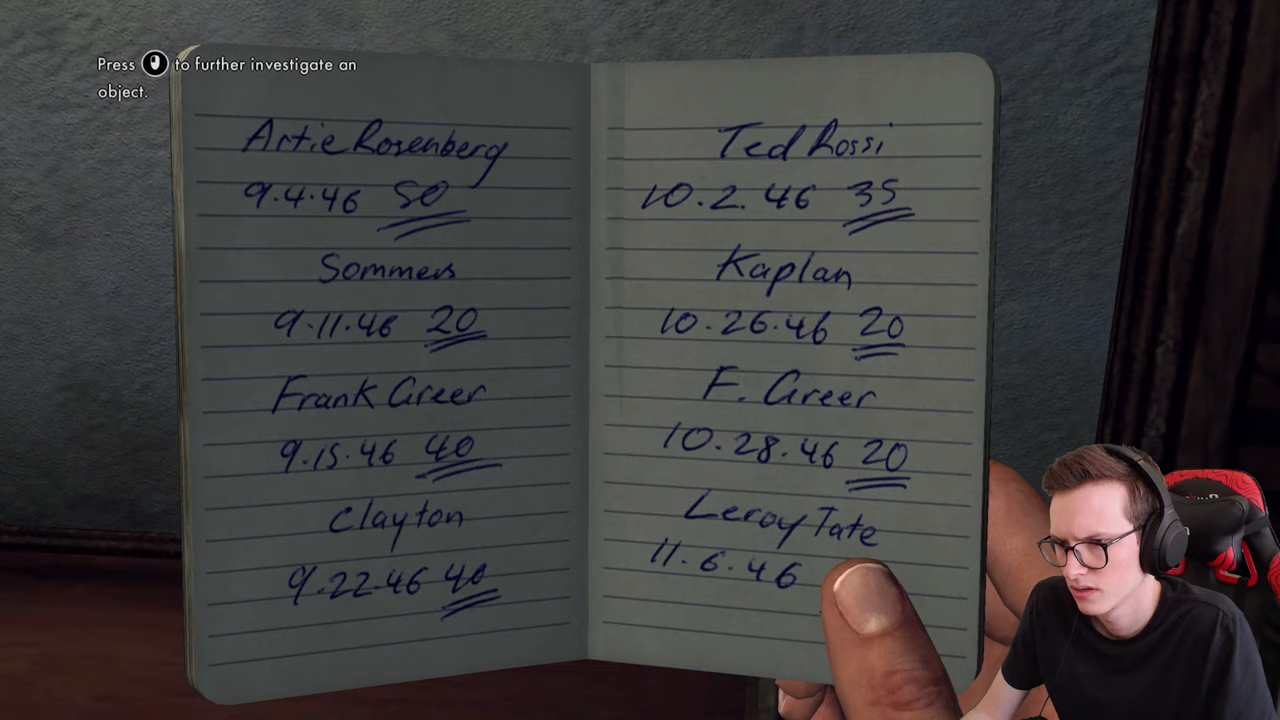 Press to further investigate an
object.
Artie Rosenberg
9.4.46 50
Sommers
9.11.46 20
Frank Greer
9.15.46 40
Clayton
9.22.46 40
Ted Rossi
10.2.46 35
Kaplan
10.26.46 20
F. Greer
10.28.46 20
Leroy Tate
11.6.46